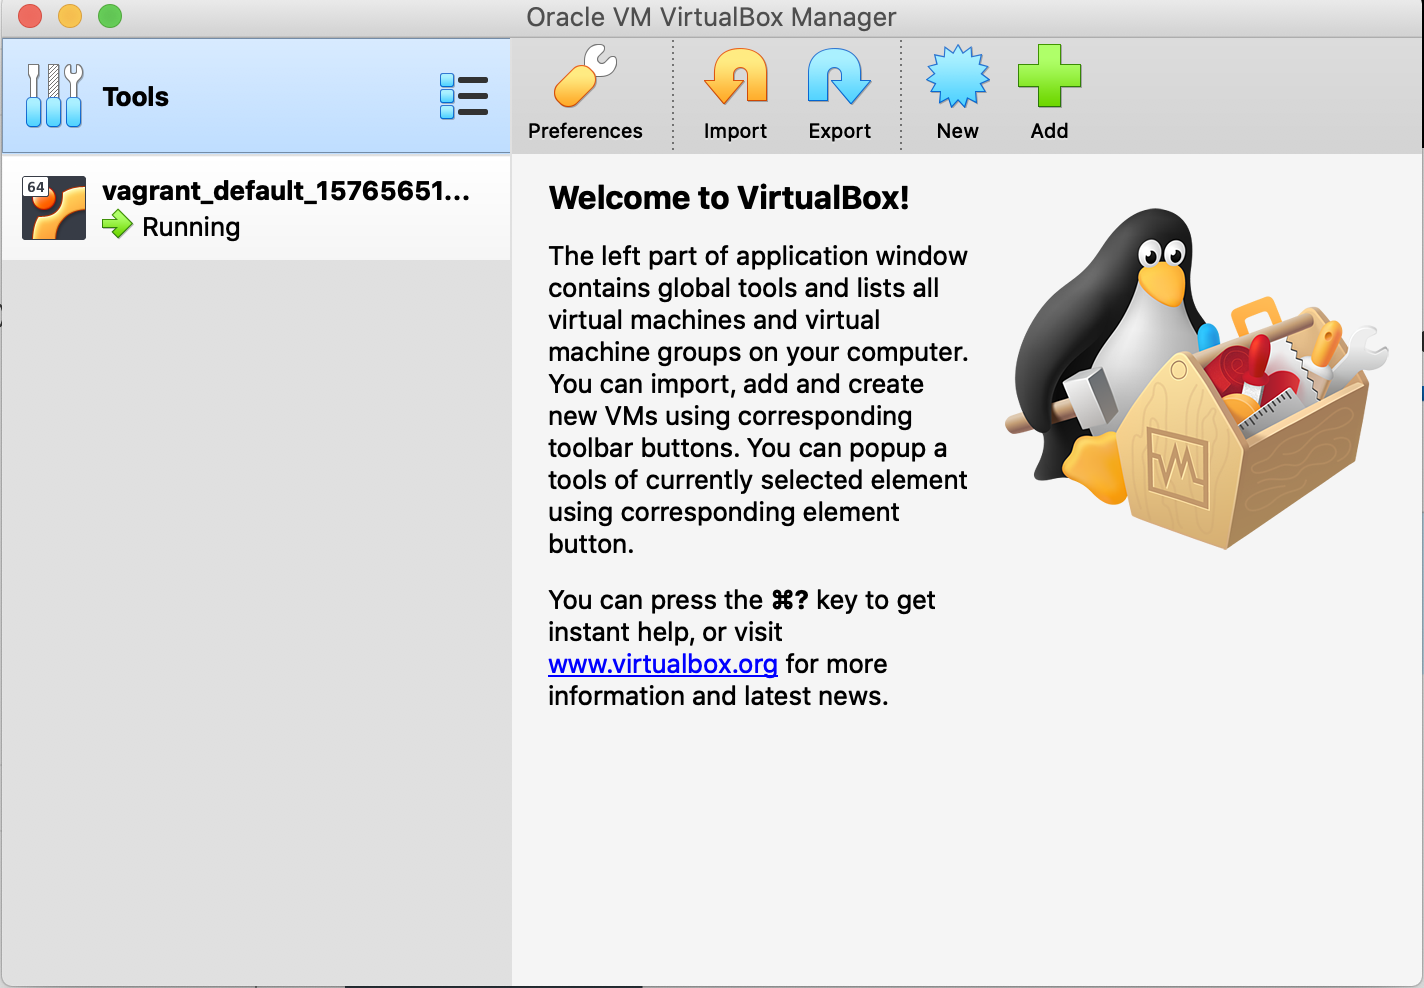 Oracle VM VirtualBox Manager
Tools
Preferences
Import
Export
New
Add
64
vagrant_default_15765651...
Running
Welcome to VirtualBox!
The left part of application window
contains global tools and lists all
virtual machines and virtual
machine groups on your computer.
You can import, add and create
new VMs using corresponding
toolbar buttons. You can popup a
tools of currently selected element
using corresponding element
button.
You can press the ⌘? key to get
instant help, or visit
www.virtualbox.org for more
information and latest news.